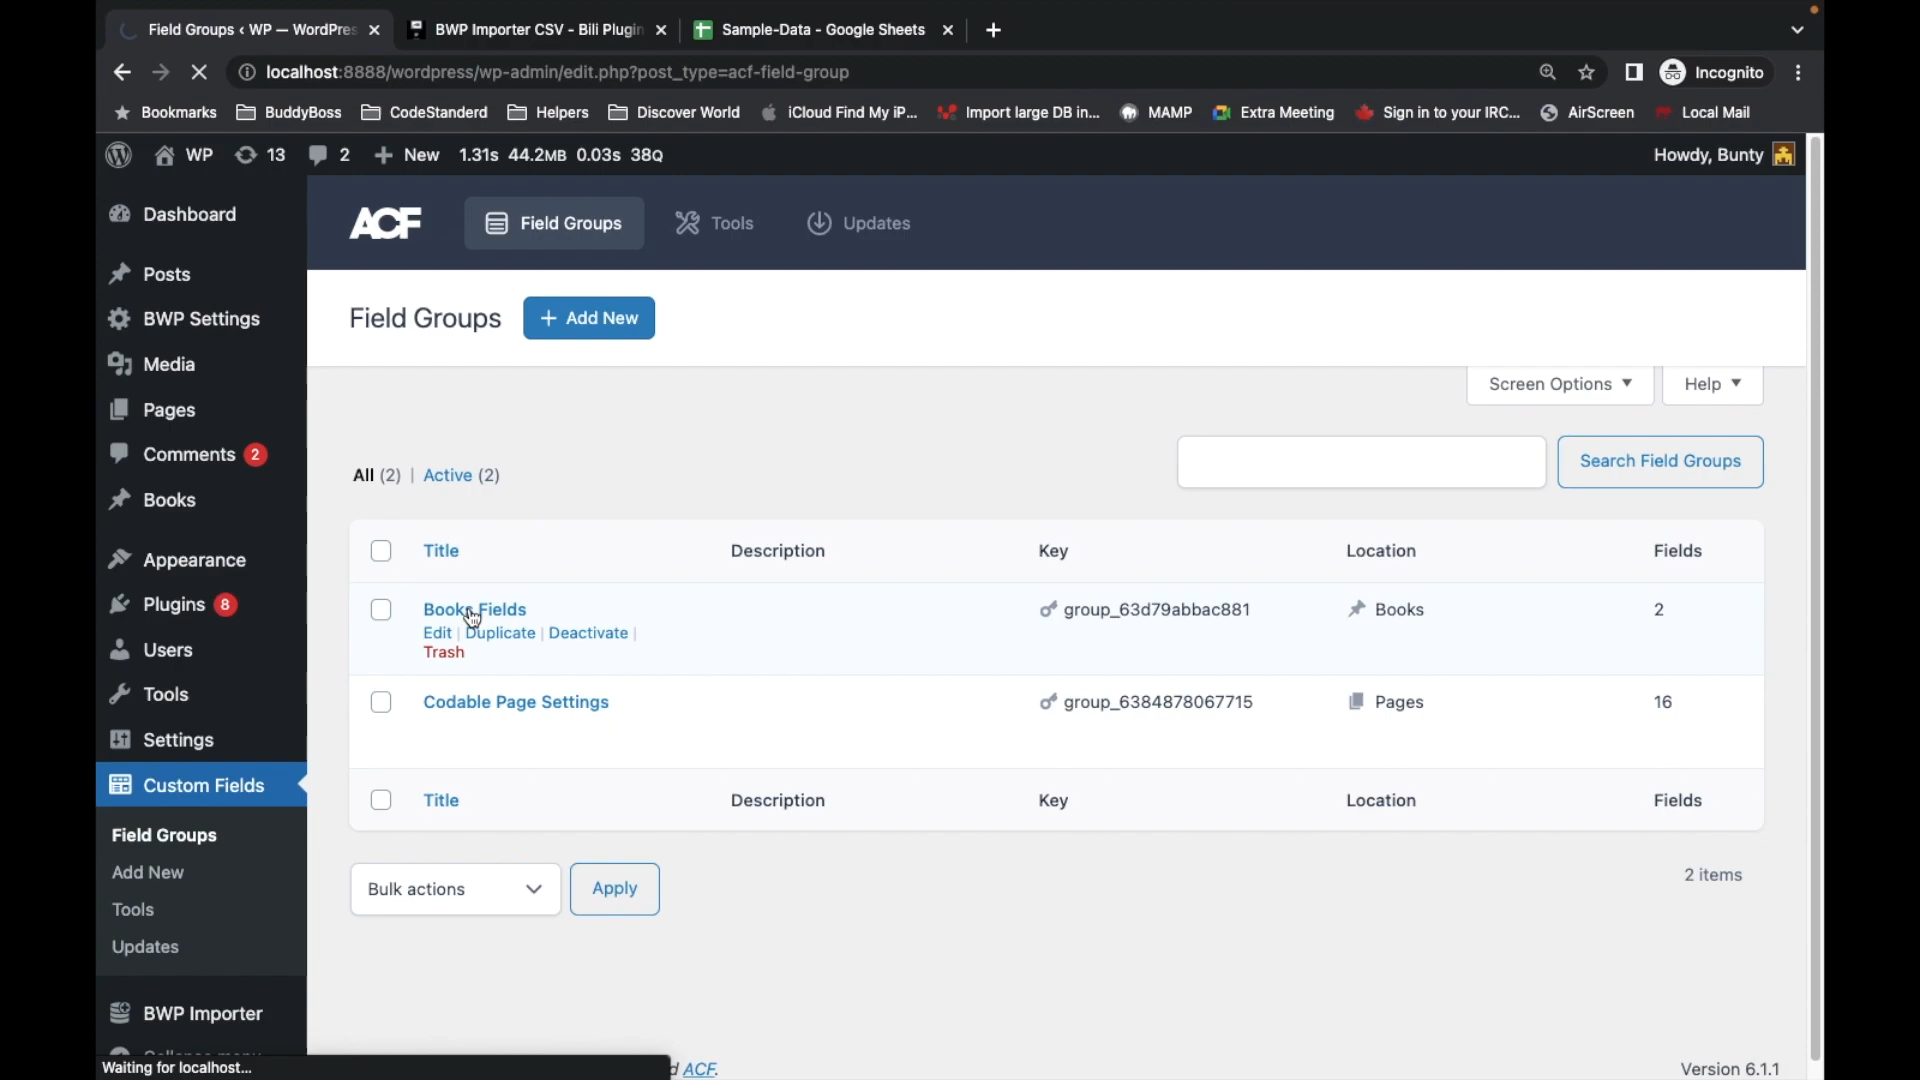 Field Groups ‹ WP — WordPres
BWP Importer CSV - Bili Plugin
Sample-Data - Google Sheets
localhost:8888/wordpress/wp-admin/edit.php?post_type=acf-field-group
Incognito
Bookmarks
BuddyBoss
CodeStanderd
Helpers
Discover World
iCloud Find My iP...
Import large DB in...
MAMP
Extra Meeting
Sign in to your IRC...
AirScreen
Local Mail
WP
13
2
New
1.31s 44.2MB 0.03s 38Q
Howdy, Bunty
Dashboard
Posts
BWP Settings
Media
Pages
Comments 2
Books
Appearance
Plugins 8
Users
Tools
Settings
Custom Fields
Field Groups
Add New
Tools
Updates
BWP Importer
Collapse menu
Waiting for localhost...
ACF
Field Groups
Tools
Updates
Field Groups
+ Add New
Screen Options
Help
All (2) | Active (2)
Search Field Groups
Title Description Key Location Fields
Books Fields group_63d79abbac881 Books 2
Edit | Duplicate | Deactivate |
Trash
Codable Page Settings group_6384878067715 Pages 16
Title Description Key Location Fields
Bulk actions
Apply
2 items
d ACF.
Version 6.1.1